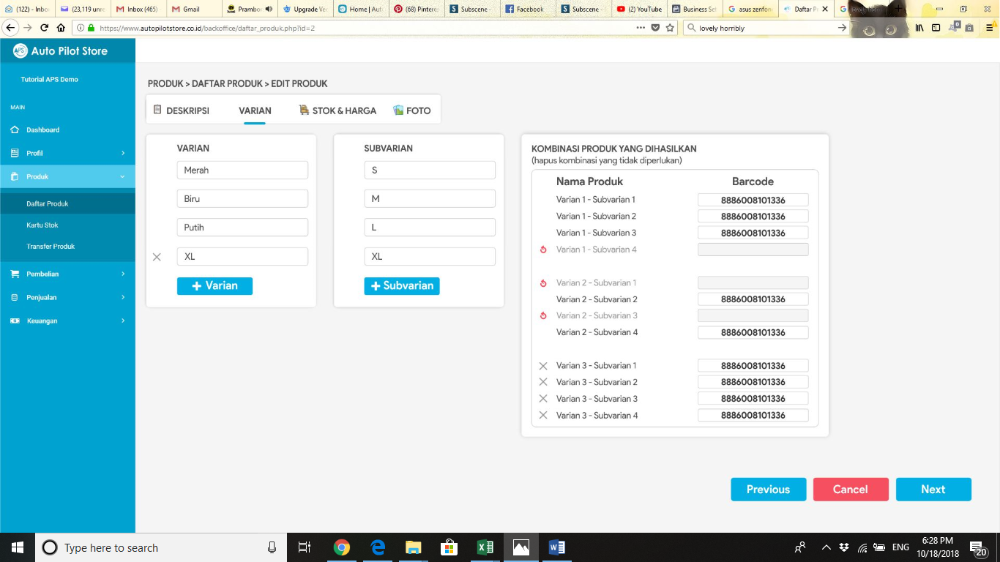 (122) - Inbo
(23,119 unre
Inbox (465)
Gmail
Prambor
Upgrade Vec
Home | Aut
(68) Pinteres
Subscene -
Facebook
Subscene -
(2) YouTube
Business Set
asus zenfon
Daftar P
https://www.autopilotstore.co.id/backoffice/daftar_produk.php?id=2
lovely horribly
APS Auto Pilot Store
Tutorial APS Demo
MAIN
Dashboard
Profil
Produk
Daftar Produk
Kartu Stok
Transfer Produk
Pembelian
Penjualan
Keuangan
PRODUK > DAFTAR PRODUK > EDIT PRODUK
DESKRIPSI VARIAN STOK & HARGA FOTO
VARIAN
Merah
Biru
Putih
XL
+ Varian
SUBVARIAN
S
M
L
XL
+ Subvarian
KOMBINASI PRODUK YANG DIHASILKAN
(hapus kombinasi yang tidak diperlukan)
Nama Produk Barcode
Varian 1 - Subvarian 1 8886008101336
Varian 1 - Subvarian 2 8886008101336
Varian 1 - Subvarian 3 8886008101336
Varian 1 - Subvarian 4
Varian 2 - Subvarian 1
Varian 2 - Subvarian 2 8886008101336
Varian 2 - Subvarian 3
Varian 2 - Subvarian 4 8886008101336
Varian 3 - Subvarian 1 8886008101336
Varian 3 - Subvarian 2 8886008101336
Varian 3 - Subvarian 3 8886008101336
Varian 3 - Subvarian 4 8886008101336
Previous Cancel Next
Type here to search
ENG
6:28 PM
10/18/2018
20